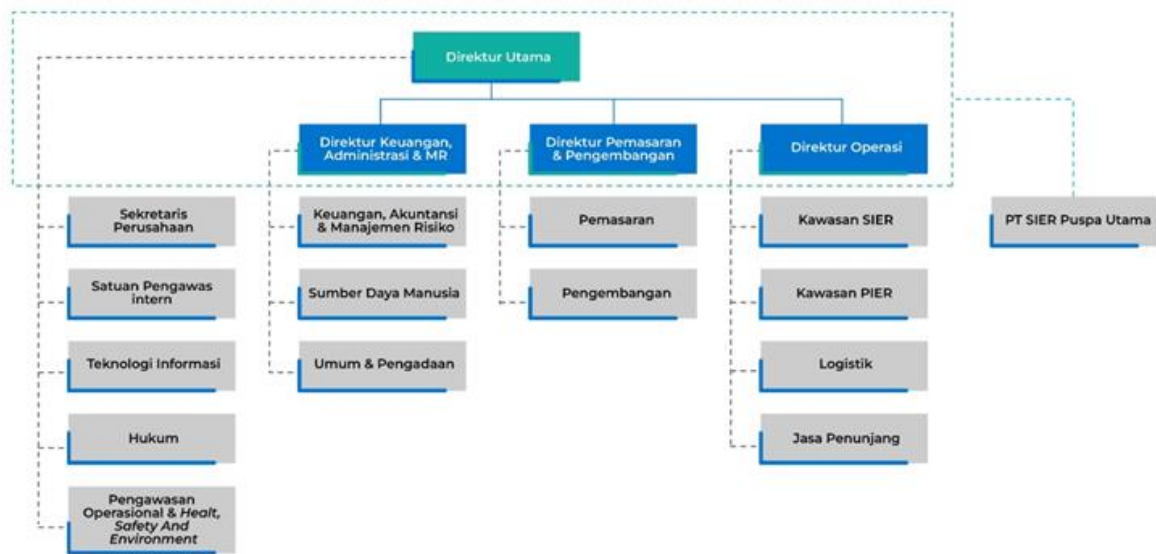 Direktur Utama
Direktur Keuangan,
Administrasi & MR
Direktur Pemasaran
& Pengembangan
Direktur Operasi
Sekretaris
Perusahaan
Keuangan, Akuntansi
& Manajemen Risiko
Pemasaran
Kawasan SIER
PT SIER Puspa Utama
Satuan Pengawas
intern
Sumber Daya Manusia
Pengembangan
Kawasan PIER
Teknologi Informasi
Umum & Pengadaan
Logistik
Hukum
Jasa Penunjang
Pengawasan
Operasional & Healt,
Safety And
Environment